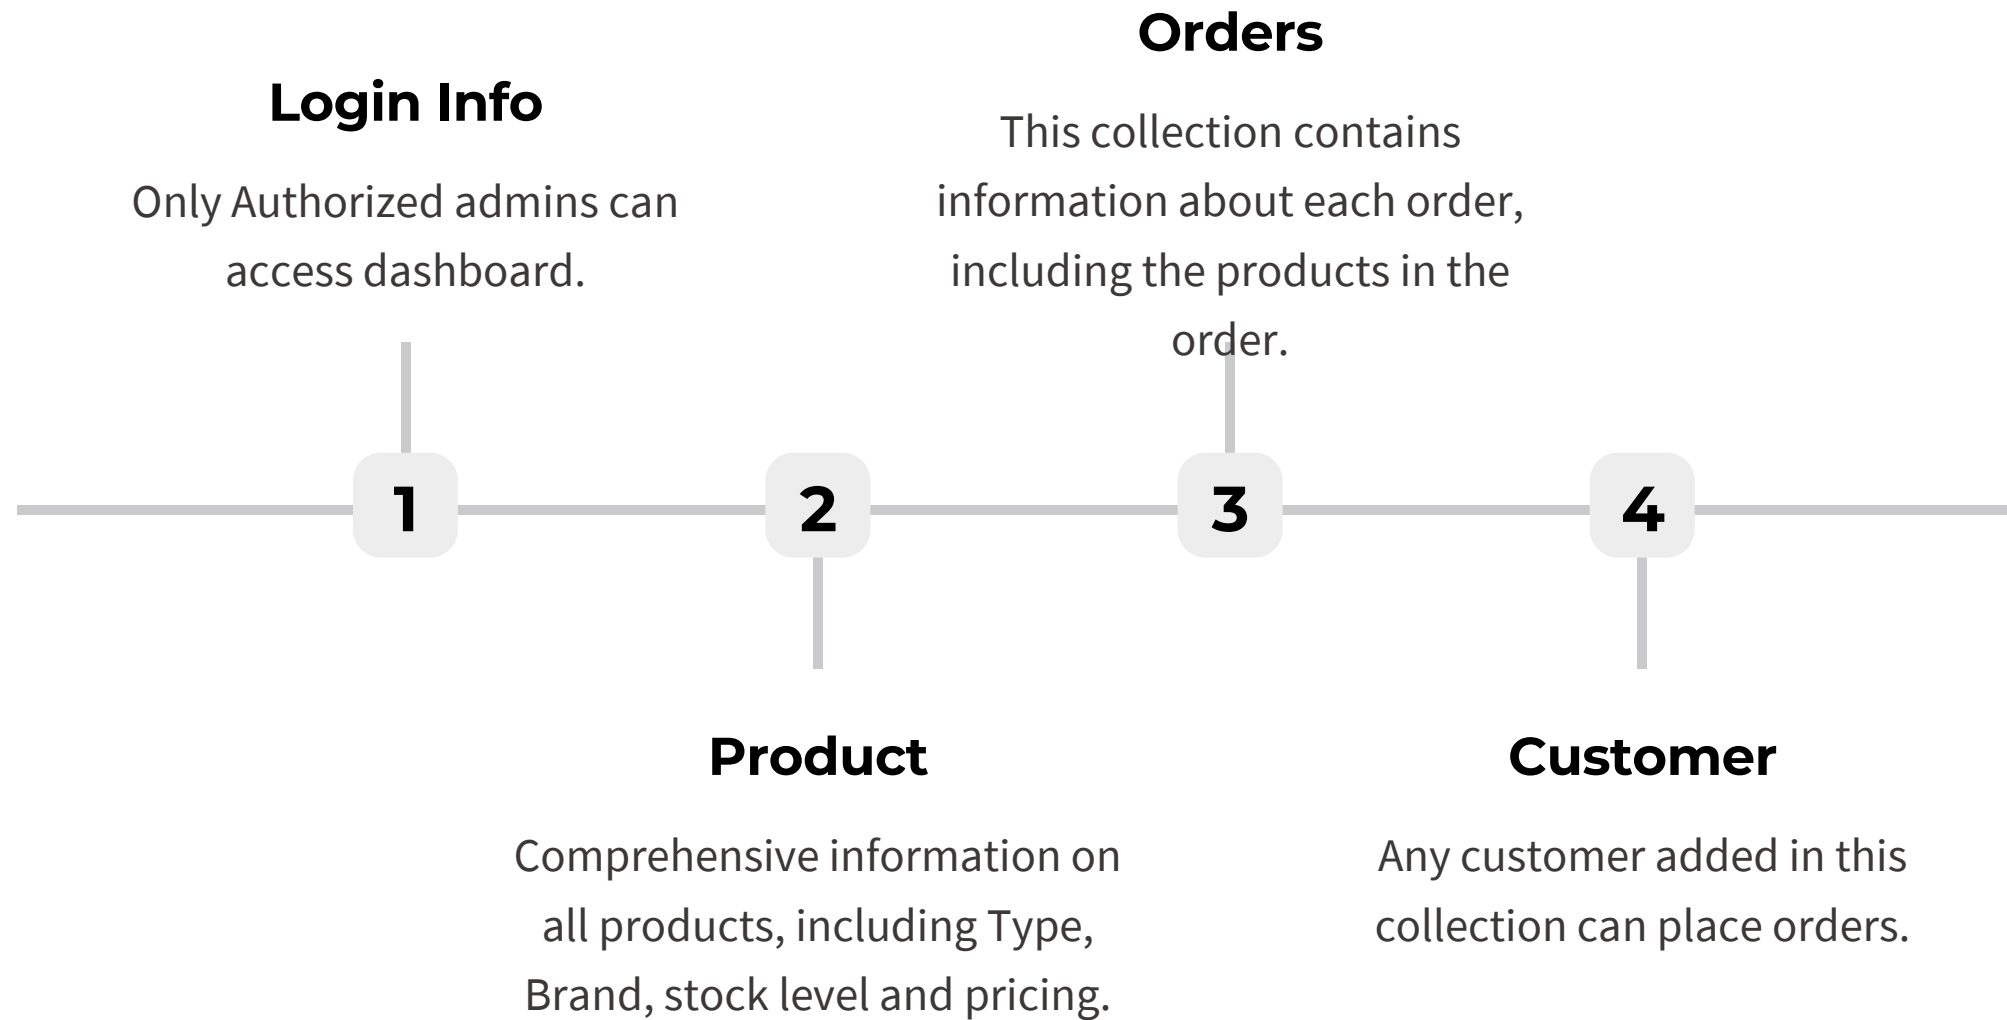 Login Info
Only Authorized admins can
access dashboard.
Orders
This collection contains
information about each order,
including the products in the
order.
1
2
3
4
Product
Comprehensive information on
all products, including Type,
Brand, stock level and pricing.
Customer
Any customer added in this
collection can place orders.